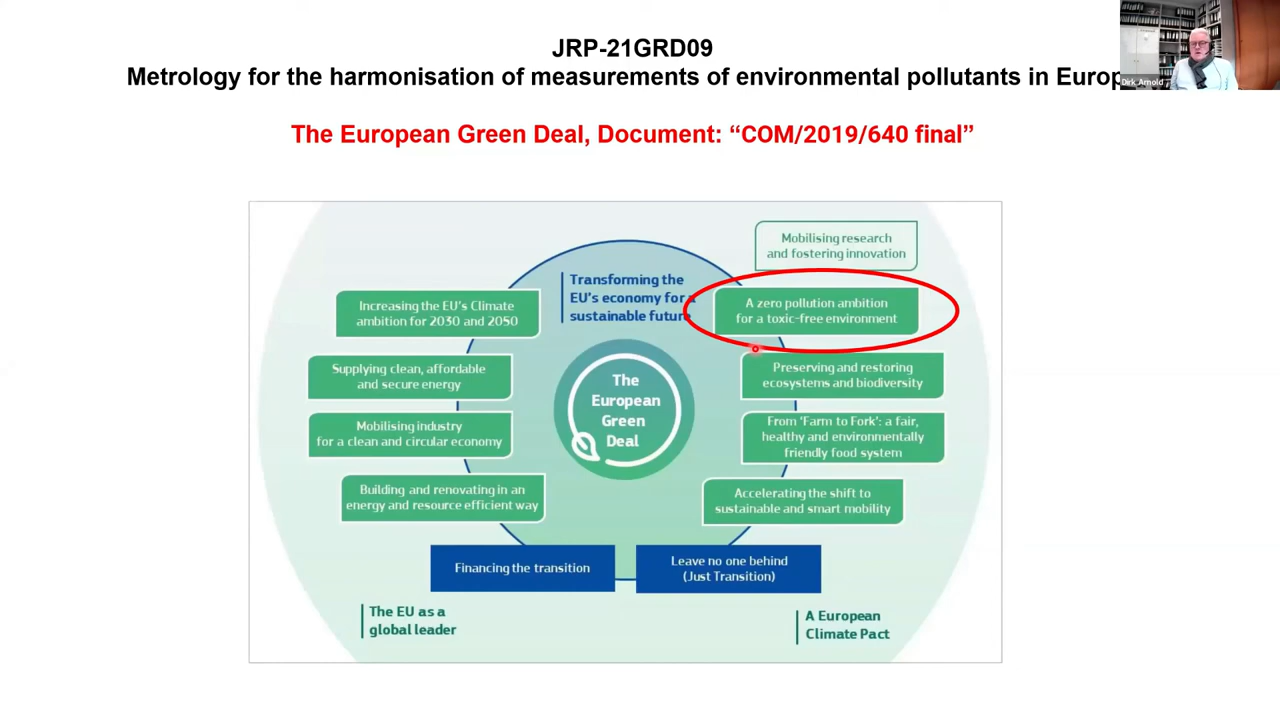 JRP-21GRD09
Metrology for the harmonisation of measurements of environmental pollutants in Europ
Dirk Arnold
The European Green Deal, Document: “COM/2019/640 final”
Mobilising research
and fostering innovation
Transforming the
EU's economy for a
sustainable future
Increasing the EU's Climate
ambition for 2030 and 2050
A zero pollution ambition
for a toxic-free environment
Supplying clean, affordable
and secure energy
Preserving and restoring
ecosystems and biodiversity
The
European
Green
Deal
Mobilising industry
for a clean and circular economy
From ‘Farm to Fork’: a fair,
healthy and environmentally
friendly food system
Building and renovating in an
energy and resource efficient way
Accelerating the shift to
sustainable and smart mobility
Financing the transition
Leave no one behind
(Just Transition)
The EU as a
global leader
A European
Climate Pact